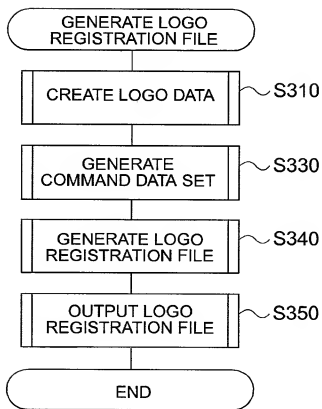 GENERATE LOGO
REGISTRATION FILE
CREATE LOGO DATA
S310
GENERATE
COMMAND DATA SET
S330
GENERATE LOGO
REGISTRATION FILE
S340
OUTPUT LOGO
REGISTRATION FILE
S350
END